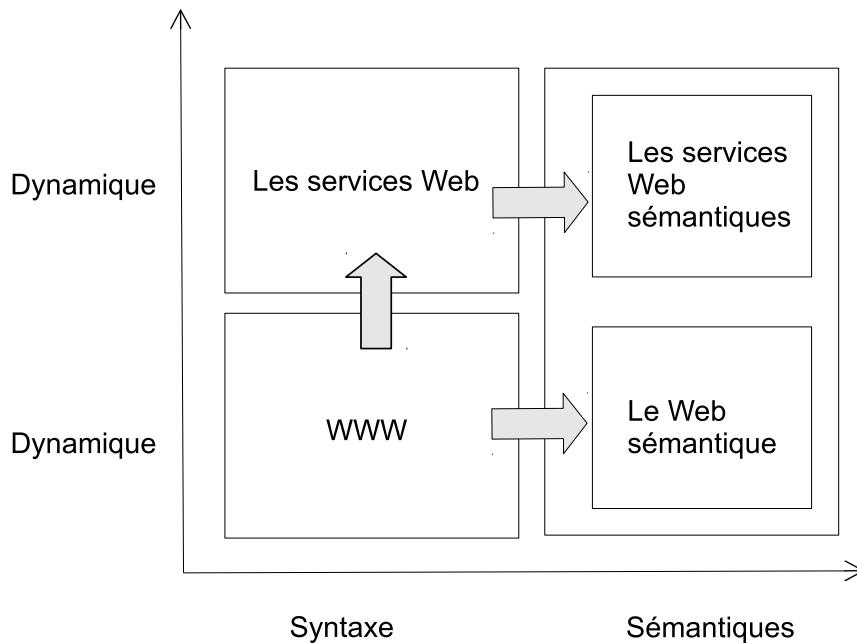 Dynamique
Les services Web
Les services
Web
sémantiques
Dynamique
WWW
Le Web
sémantique
Syntaxe
Sémantiques